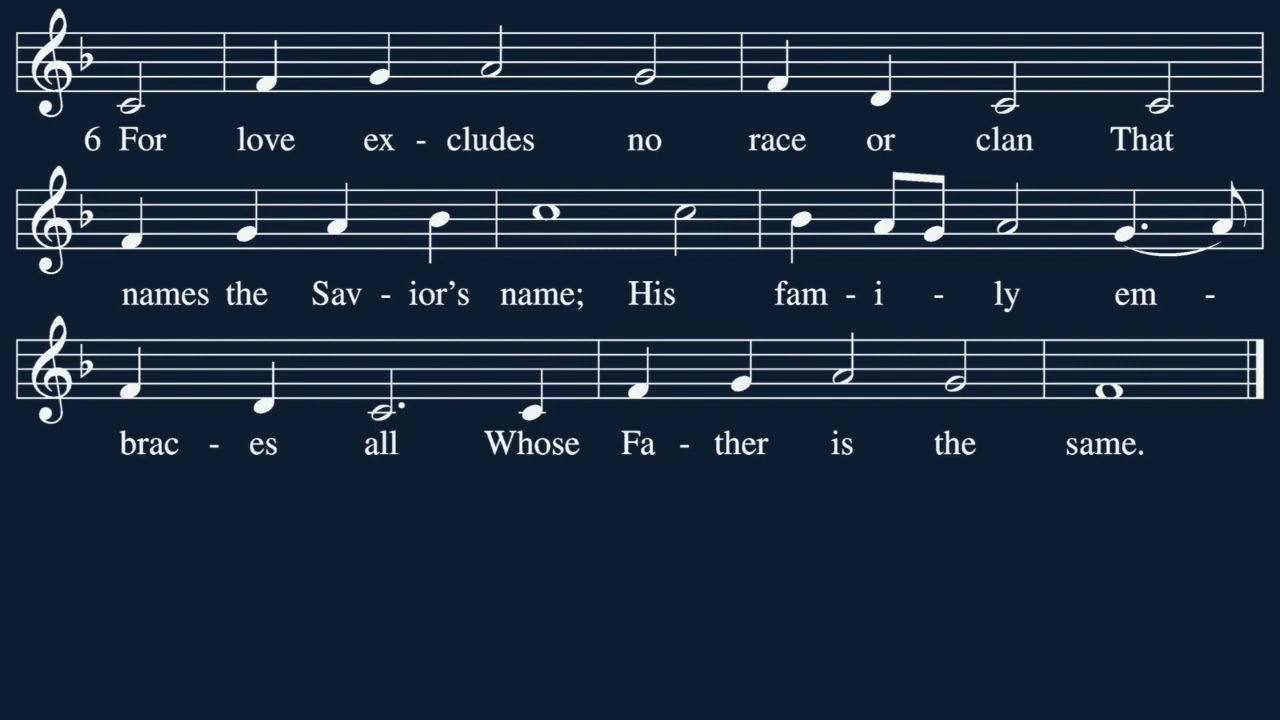 6 For love ex - cludes no race or clan That
names the Sav - ior’s name; His fam - i - ly em -
brac - es all Whose Fa - ther is the same.